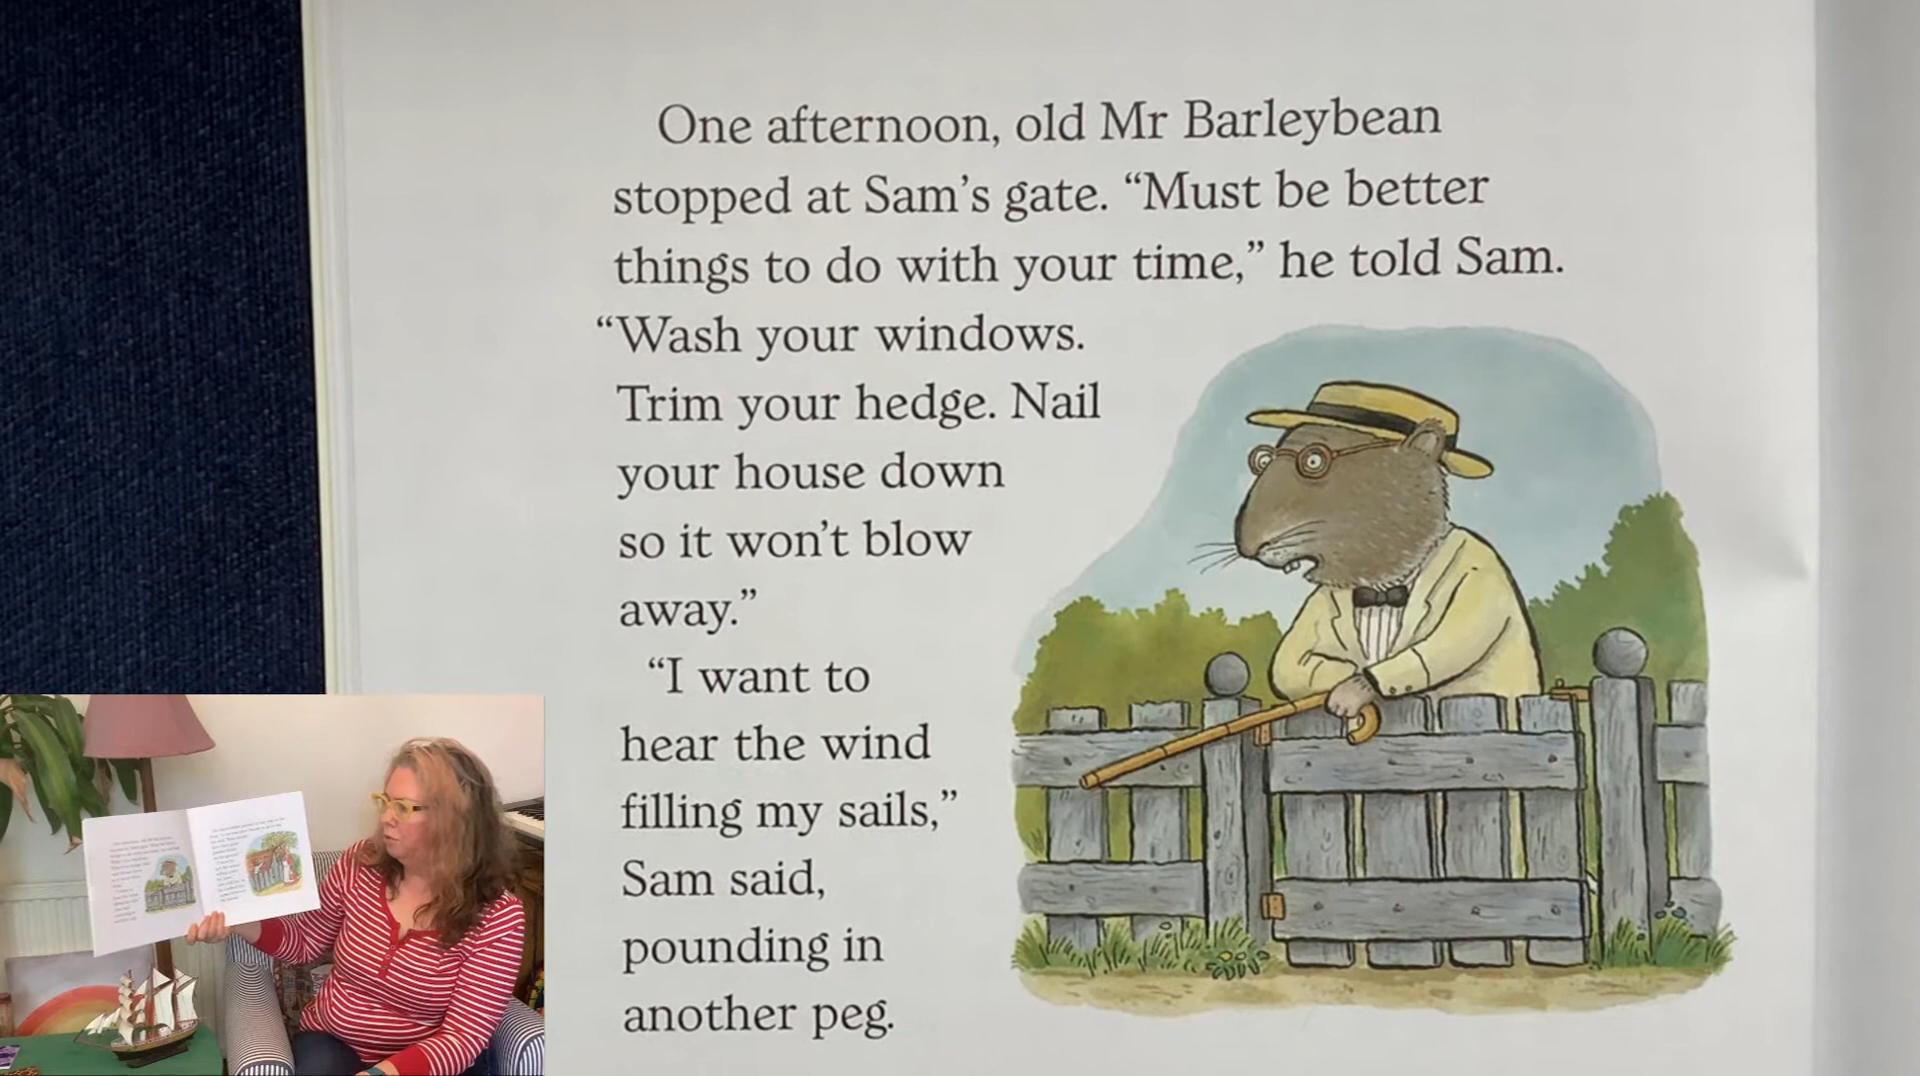 One afternoon, old Mr Barleybean
stopped at Sam’s gate. “Must be better
things to do with your time,” he told Sam.
“Wash your windows.
Trim your hedge. Nail
your house down
so it won’t blow
away.”
“I want to
hear the wind
filling my sails,”
Sam said,
pounding in
another peg.